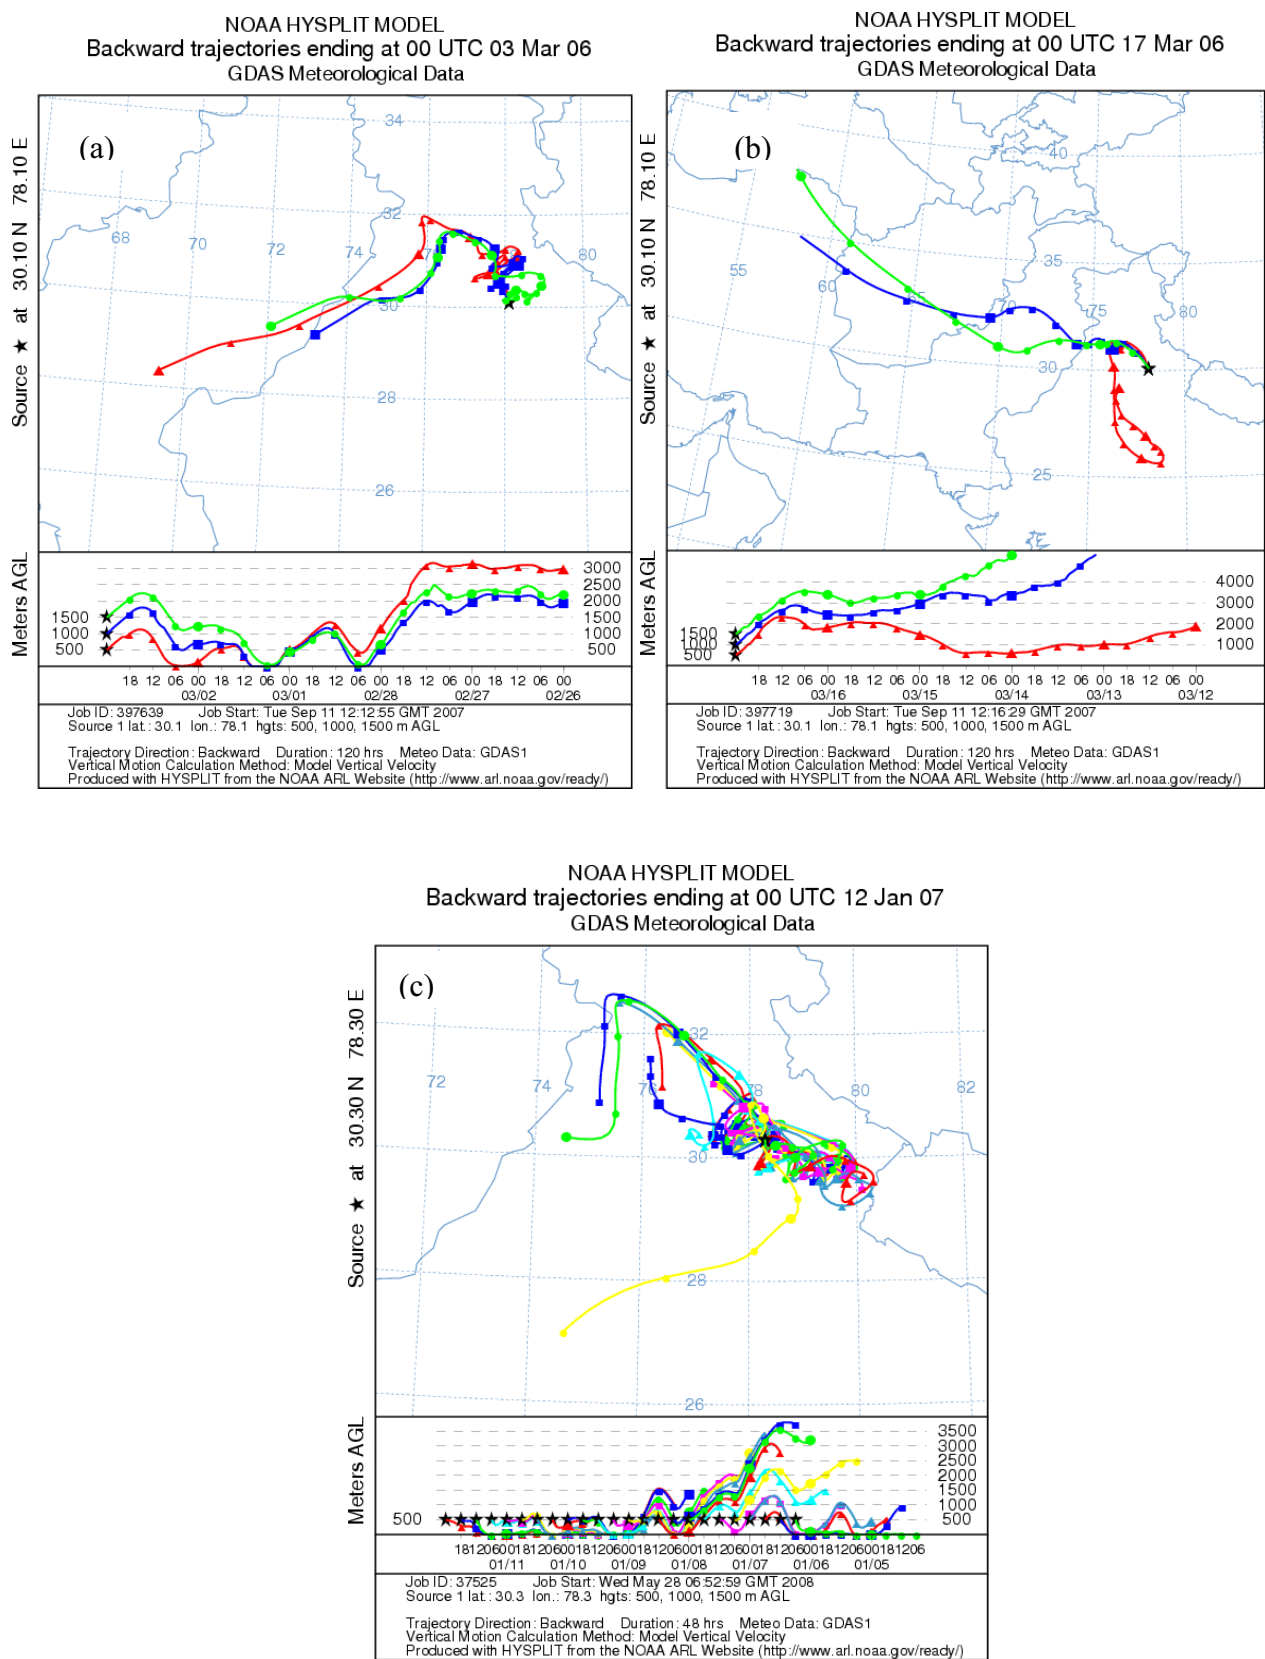 NOAA HYSPLIT MODEL
Backward trajectories ending at 00 UTC 03 Mar 06
GDAS Meteorological Data
(a)
34
32
68 70 72 74 76 78 80
30
28
26
Source ★ at 30.10 N 78.10 E
Meters AGL
3000
2500
2000
1500 1500
1000 1000
500 500
18 12 06 00 18 12 06 00 18 12 06 00 18 12 06 00 18 12 06 00
03/02 03/01 02/28 02/27 02/26
Job ID: 397639 Job Start: Tue Sep 11 12:12:55 GMT 2007
Source 1 lat.: 30.1 lon.: 78.1 hgts: 500, 1000, 1500 m AGL
Trajectory Direction: Backward Duration: 120 hrs Meteo Data: GDAS1
Vertical Motion Calculation Method: Model Vertical Velocity
Produced with HYSPLIT from the NOAA ARL Website (http://www.arl.noaa.gov/ready/)
NOAA HYSPLIT MODEL
Backward trajectories ending at 00 UTC 17 Mar 06
GDAS Meteorological Data
(b)
40
35
55 60 70 75 80
30
25
Source ★ at 30.10 N 78.10 E
Meters AGL
4000
3000
2000
1500
1000 1000
500
18 12 06 00 18 12 06 00 18 12 06 00 18 12 06 00 18 12 06 00
03/16 03/15 03/14 03/13 03/12
Job ID: 397719 Job Start: Tue Sep 11 12:16:29 GMT 2007
Source 1 lat.: 30.1 lon.: 78.1 hgts: 500, 1000, 1500 m AGL
Trajectory Direction: Backward Duration: 120 hrs Meteo Data: GDAS1
Vertical Motion Calculation Method: Model Vertical Velocity
Produced with HYSPLIT from the NOAA ARL Website (http://www.arl.noaa.gov/ready/)
NOAA HYSPLIT MODEL
Backward trajectories ending at 00 UTC 12 Jan 07
GDAS Meteorological Data
(c)
32
72 74 76 78 80 82
30
28
26
Source ★ at 30.30 N 78.30 E
Meters AGL
3500
3000
2500
2000
1000
500 500
18120600181206001812060018120600181206001812060018120600181206
01/11 01/10 01/09 01/08 01/07 01/06 01/05
Job ID: 37525 Job Start: Wed May 28 06:52:59 GMT 2008
Source 1 lat.: 30.3 lon.: 78.3 hgts: 500, 1000, 1500 m AGL
Trajectory Direction: Backward Duration: 48 hrs Meteo Data: GDAS1
Vertical Motion Calculation Method: Model Vertical Velocity
Produced with HYSPLIT from the NOAA ARL Website (http://www.arl.noaa.gov/ready/)